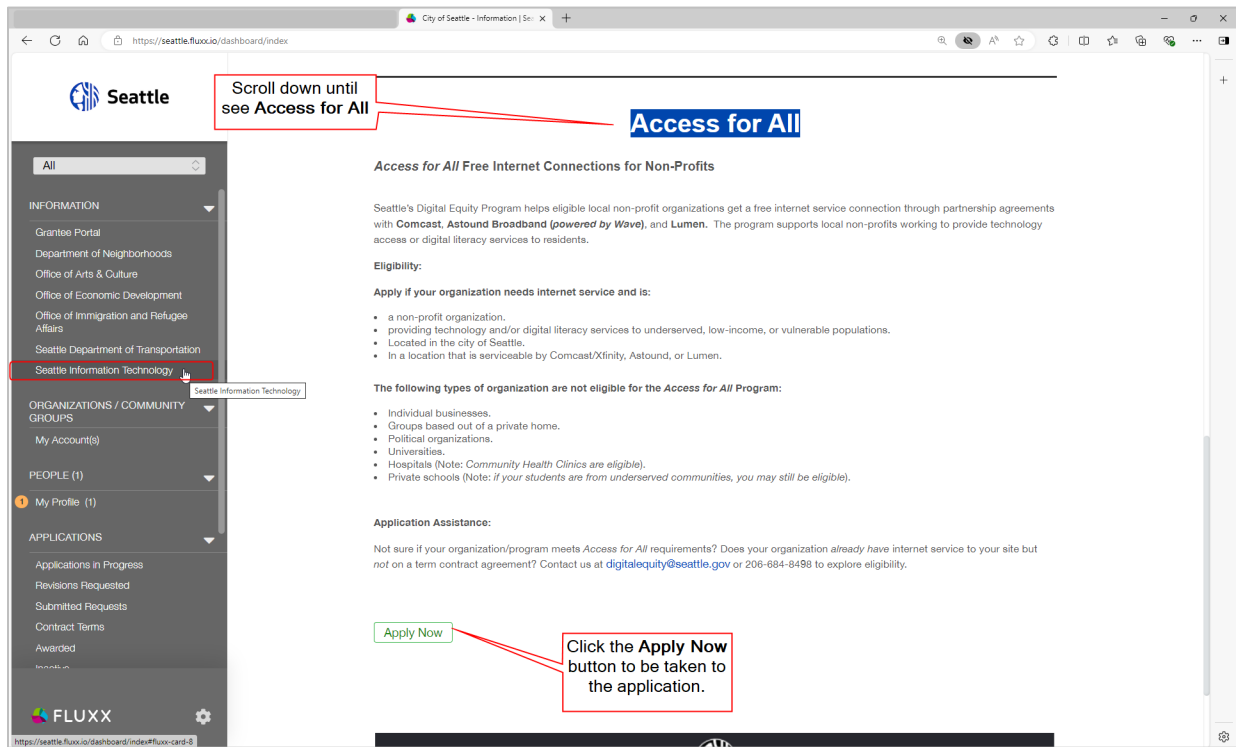 City of Seattle - Information | Sea
https://seattle.fluxx.io/dashboard/index
Seattle
Scroll down until
see Access for All
All
INFORMATION
Grantee Portal
Department of Neighborhoods
Office of Arts & Culture
Office of Economic Development
Office of Immigration and Refugee
Affairs
Seattle Department of Transportation
Seattle Information Technology
Seattle Information Technology
ORGANIZATIONS / COMMUNITY
GROUPS
My Account(s)
PEOPLE (1)
1 My Profile (1)
APPLICATIONS
Applications in Progress
Revisions Requested
Submitted Requests
Contract Terms
Awarded
Inactive
FLUXX
https://seattle.fluxx.io/dashboard/index#fluxx-card-8
Access for All
Access for All Free Internet Connections for Non-Profits
Seattle's Digital Equity Program helps eligible local non-profit organizations get a free internet service connection through partnership agreements
with Comcast, Astound Broadband (powered by Wave), and Lumen. The program supports local non-profits working to provide technology
access or digital literacy services to residents.
Eligibility:
Apply if your organization needs internet service and is:
• a non-profit organization.
• providing technology and/or digital literacy services to underserved, low-income, or vulnerable populations.
• Located in the city of Seattle.
• In a location that is serviceable by Comcast/Xfinity, Astound, or Lumen.
The following types of organization are not eligible for the Access for All Program:
• Individual businesses.
• Groups based out of a private home.
• Political organizations.
• Universities.
• Hospitals (Note: Community Health Clinics are eligible).
• Private schools (Note: if your students are from underserved communities, you may still be eligible).
Application Assistance:
Not sure if your organization/program meets Access for All requirements? Does your organization already have internet service to your site but
not on a term contract agreement? Contact us at digitalequity@seattle.gov or 206-684-8498 to explore eligibility.
Apply Now
Click the Apply Now
button to be taken to
the application.